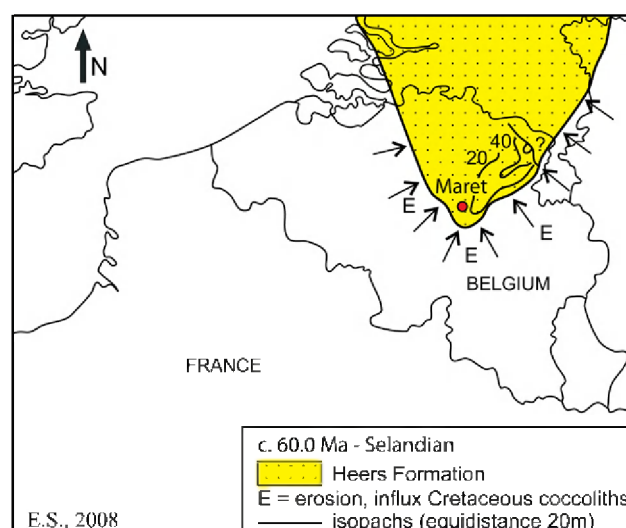 N
40
?
20
Maret
E
E
E
BELGIUM
FRANCE
c. 60.0 Ma - Selandian
Heers Formation
E = erosion, influx Cretaceous coccoliths
isopachs (equidistance 20m)
E.S., 2008